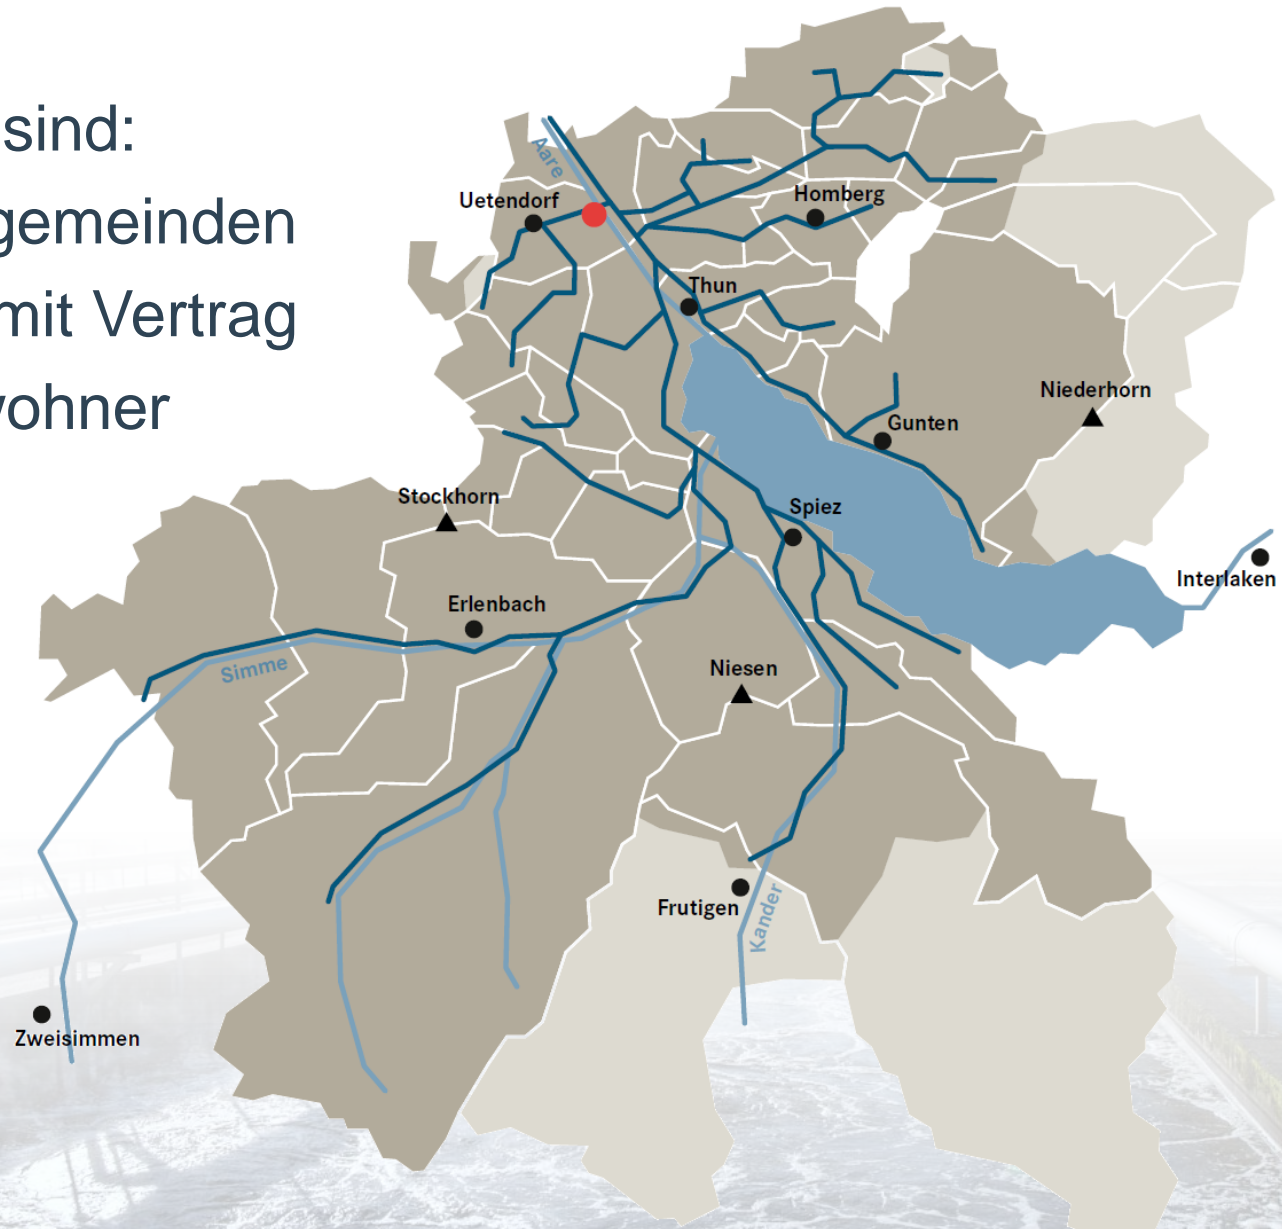 sind:
gemeinden
mit Vertrag
wohner
Aare
Uetendorf
Homberg
Thun
Niederhorn
Gunten
Stockhorn
Spiez
Interlaken
Erlenbach
Simme
Niesen
Frutigen
Kander
Zweisimmen